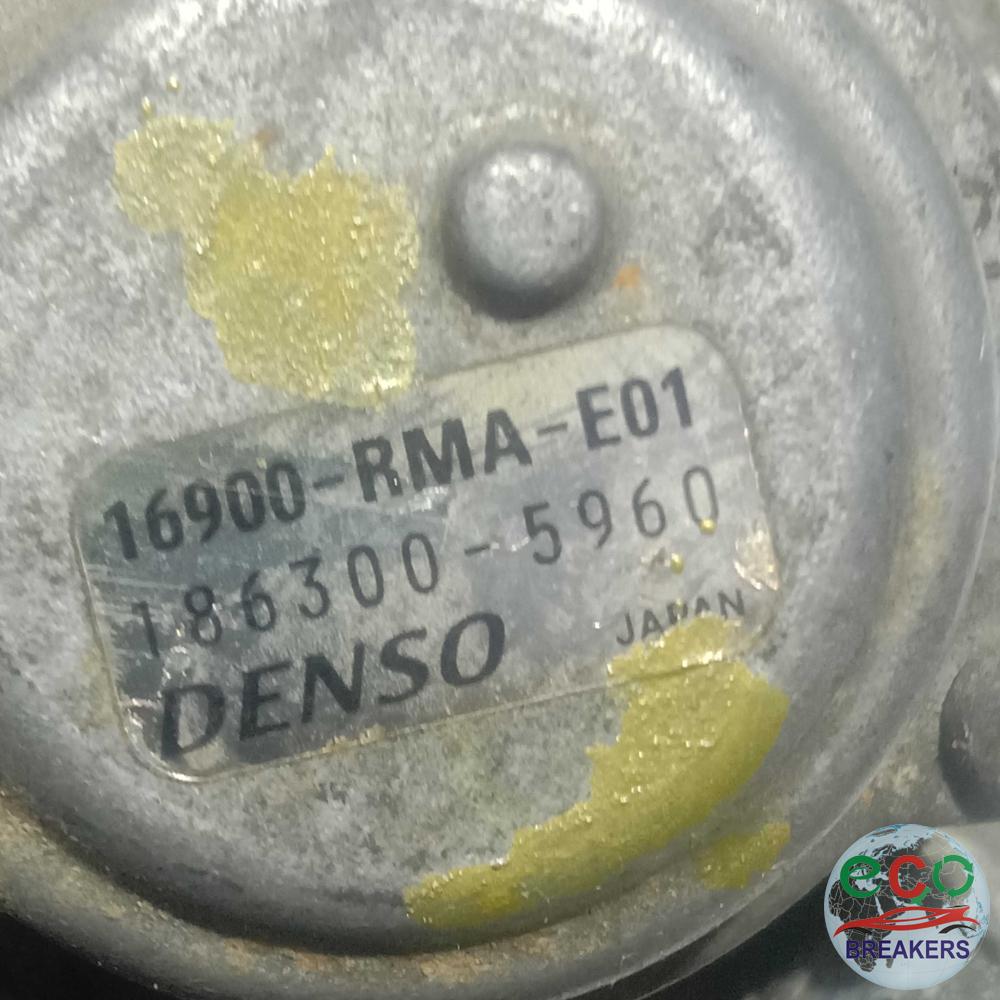 16900-RMA-E01
186300-5960
JAPAN
DENSO
eco
BREAKERS